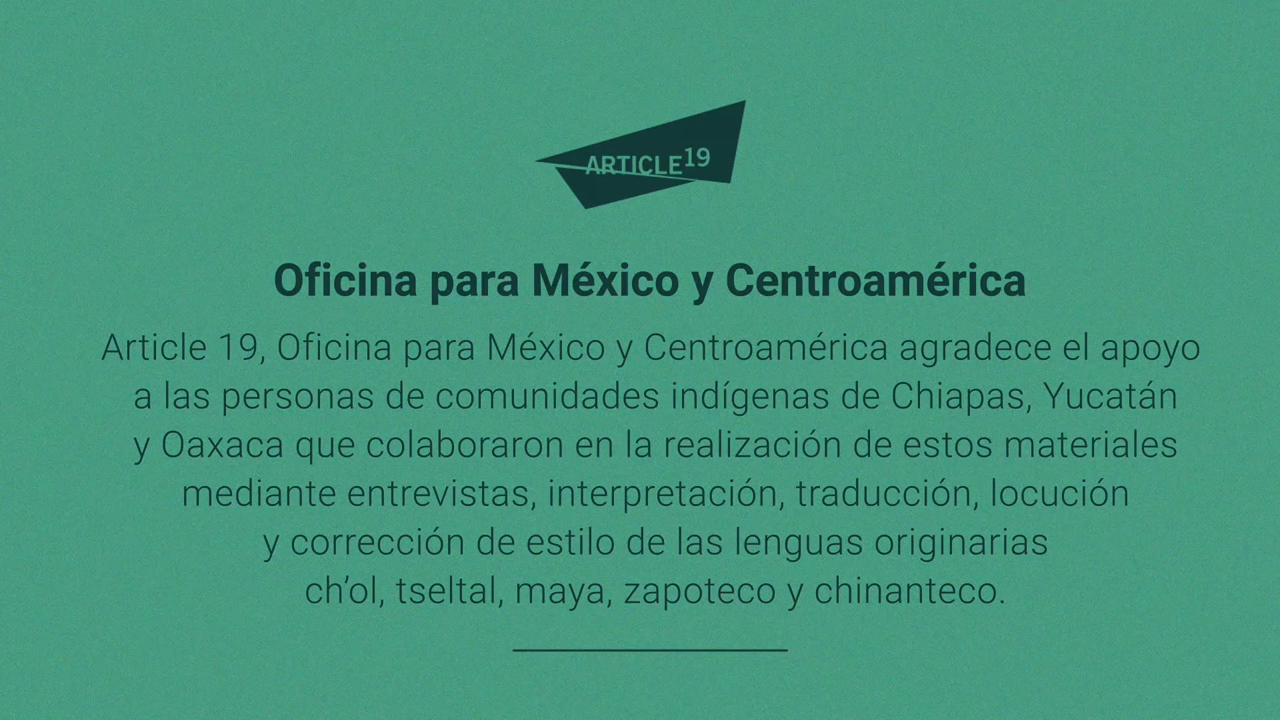 ARTICLE19
Oficina para México y Centroamérica
Article 19, Oficina para México y Centroamérica agradece el apoyo
a las personas de comunidades indígenas de Chiapas, Yucatán
y Oaxaca que colaboraron en la realización de estos materiales
mediante entrevistas, interpretación, traducción, locución
y corrección de estilo de las lenguas originarias
ch’ol, tseltal, maya, zapoteco y chinanteco.